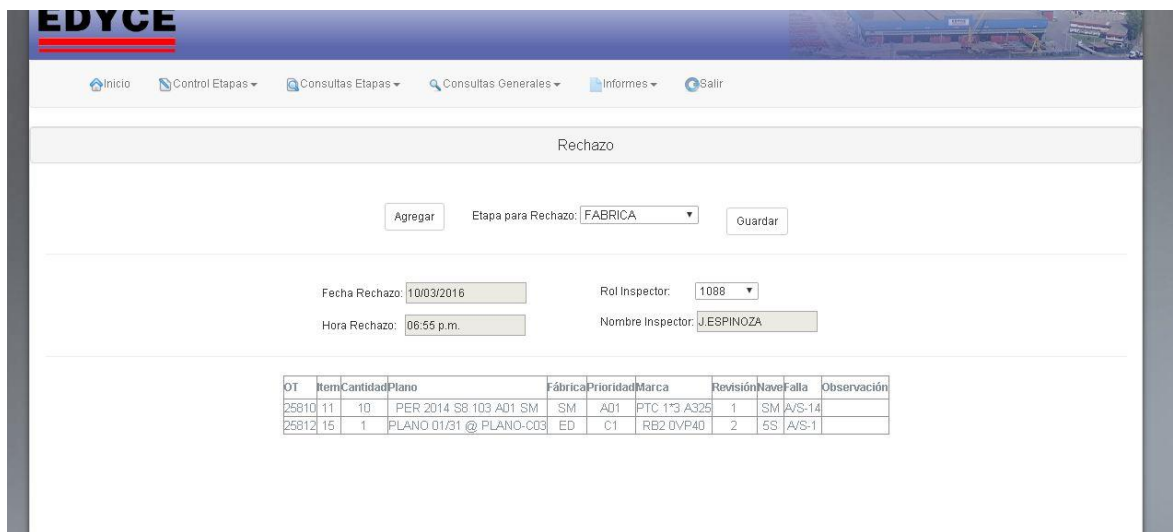 EDYCE
Inicio Control Etapas Consultas Etapas Consultas Generales Informes Salir
Rechazo
Agregar Etapa para Rechazo: FABRICA Guardar
Fecha Rechazo: 10/03/2016 Rol Inspector: 1088
Hora Rechazo: 06:55 p.m. Nombre Inspector: J.ESPINOZA
OT Item Cantidad Plano Fábrica Prioridad Marca Revisión Nave Falla Observación
25810 11 10 PER 2014 S8 103 A01 SM SM A01 PTC 1*3 A325 1 SM A/S-14
25812 15 1 PLANO 01/31 @ PLANO-C03 ED C1 RB2 0VP40 2 5S A/S-1